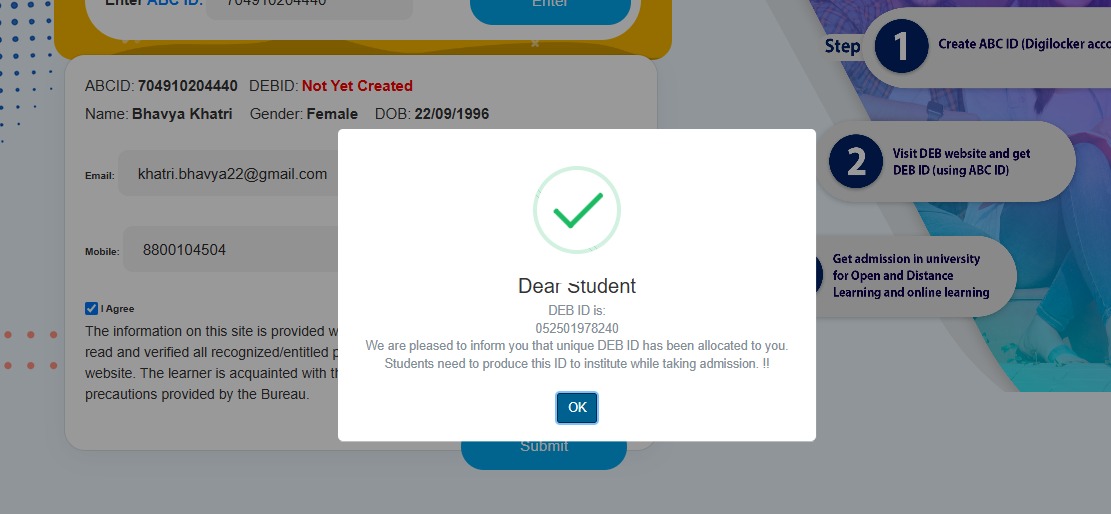 Enter ABC ID: 704910204440
Enter
ABCID: 704910204440 DEBID: Not Yet Created
Name: Bhavya Khatri Gender: Female DOB: 22/09/1996
Email: khatri.bhavya22@gmail.com
Mobile: 8800104504
I Agree
The information on this site is provided w
read and verified all recognized/entitled p
website. The learner is acquainted with th
precautions provided by the Bureau.
Submit
Dear Student
DEB ID is:
052501978240
We are pleased to inform you that unique DEB ID has been allocated to you.
Students need to produce this ID to institute while taking admission. !!
OK
Step 1 Create ABC ID (Digilocker acco
2 Visit DEB website and get
DEB ID (using ABC ID)
Get admission in university
for Open and Distance
Learning and online learning